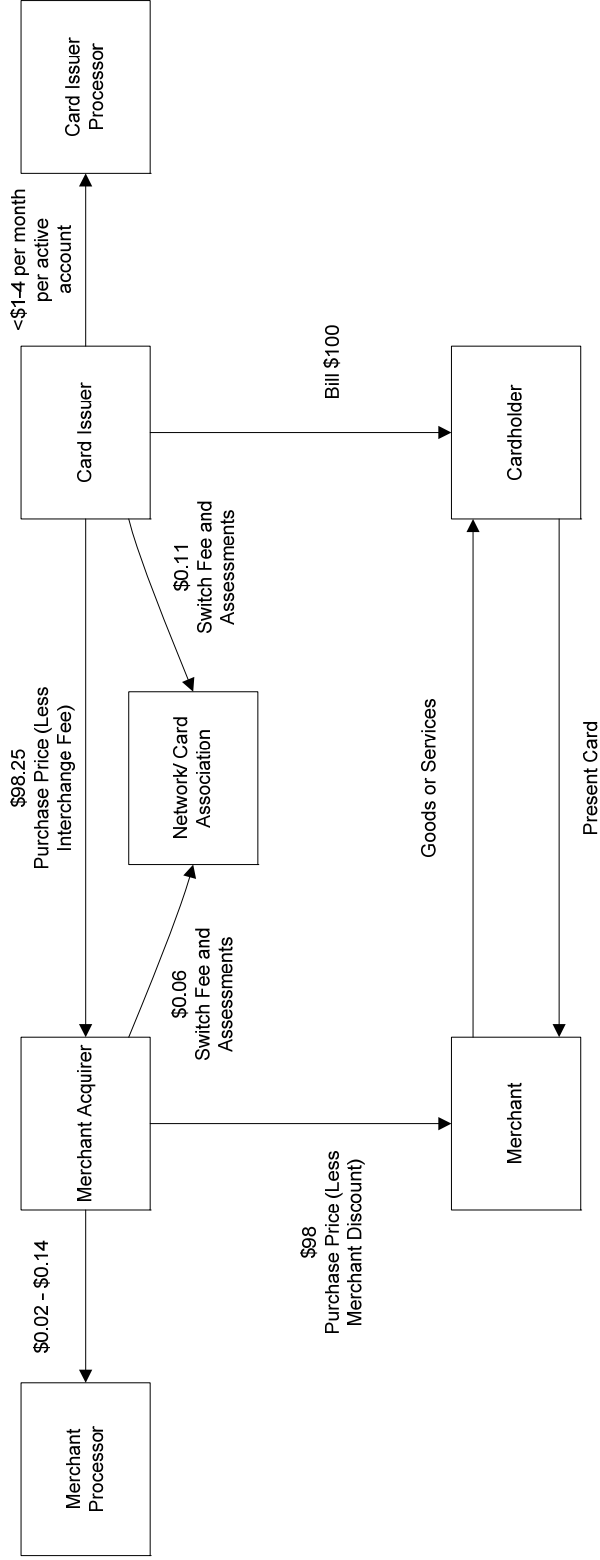 Merchant
Processor
$0.02 - $0.14
Merchant Acquirer
$98.25
Purchase Price (Less
Interchange Fee)
Card Issuer
<$1-4 per month
per active
account
Card Issuer
Processor
$0.06
Switch Fee and
Assessments
Network/ Card
Association
$0.11
Switch Fee and
Assessments
$98
Purchase Price (Less
Merchant Discount)
Bill $100
Merchant
Goods or Services
Cardholder
Present Card